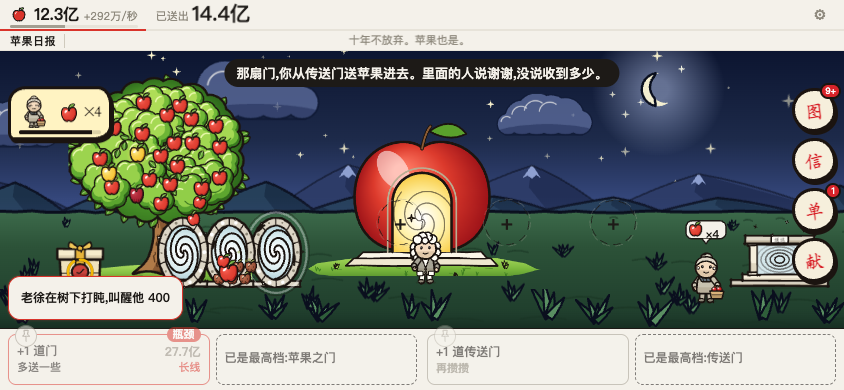 12.3亿 +292万/秒 已送出 14.4亿
苹果日报 十年不放弃。苹果也是。
那扇门,你从传送门送苹果进去。里面的人说谢谢,没说收到多少。
×4
9+
图
信
1
单
献
×4
老徐在树下打盹,叫醒他 400
瓶颈
+1 道门 27.7亿
多送一些 长线
已是最高档:苹果之门
+1 道传送门
再攒攒
已是最高档:传送门